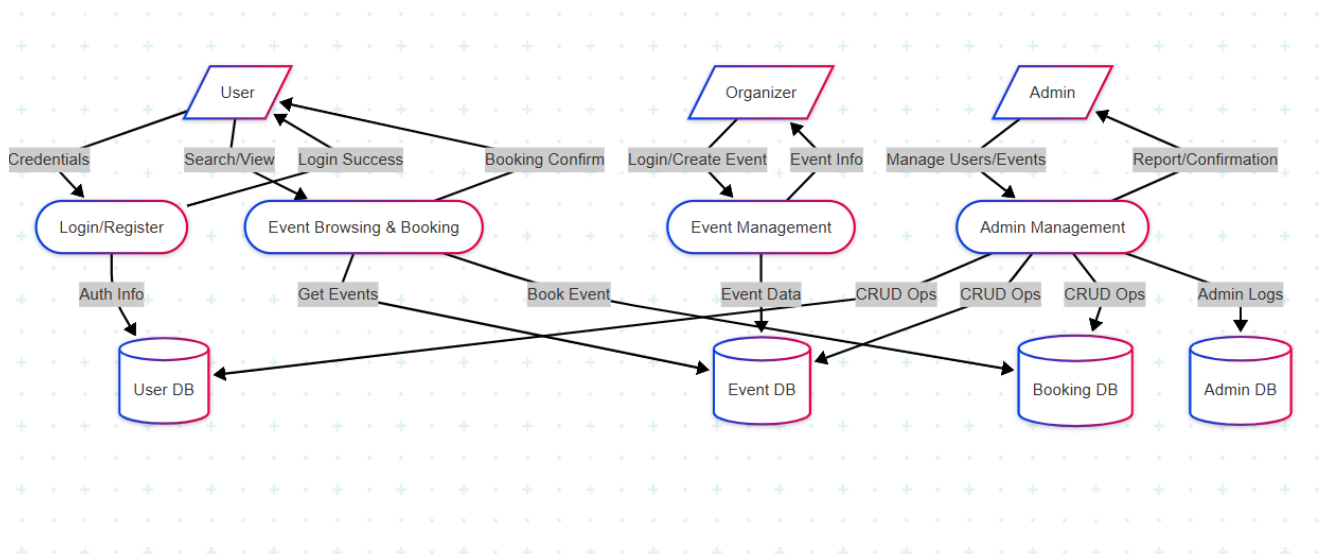 User
Organizer
Admin
Credentials
Search/View
Login Success
Booking Confirm
Login/Create Event
Event Info
Manage Users/Events
Report/Confirmation
Login/Register
Event Browsing & Booking
Event Management
Admin Management
Auth Info
Get Events
Book Event
Event Data
CRUD Ops
CRUD Ops
CRUD Ops
Admin Logs
User DB
Event DB
Booking DB
Admin DB